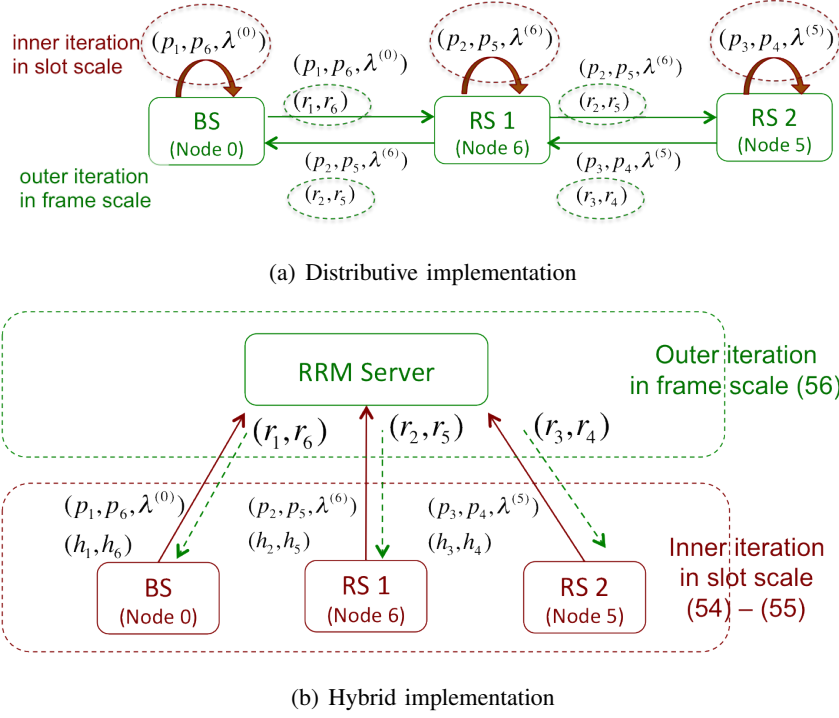 inner iteration
in slot scale
(p₁, p₆, λ⁽⁰⁾)
(p₂, p₅, λ⁽⁶⁾)
(p₃, p₄, λ⁽⁵⁾)
(p₁, p₆, λ⁽⁰⁾)
(r₁, r₆)
(p₂, p₅, λ⁽⁶⁾)
(r₂, r₅)
BS
(Node 0)
RS 1
(Node 6)
RS 2
(Node 5)
outer iteration
in frame scale
(p₂, p₅, λ⁽⁶⁾)
(r₂, r₅)
(p₃, p₄, λ⁽⁵⁾)
(r₃, r₄)
(a) Distributive implementation
RRM Server
Outer iteration
in frame scale (56)
(r₁, r₆)
(r₂, r₅)
(r₃, r₄)
(p₁, p₆, λ⁽⁰⁾)
(h₁, h₆)
(p₂, p₅, λ⁽⁶⁾)
(h₂, h₅)
(p₃, p₄, λ⁽⁵⁾)
(h₃, h₄)
BS
(Node 0)
RS 1
(Node 6)
RS 2
(Node 5)
Inner iteration
in slot scale
(54) – (55)
(b) Hybrid implementation